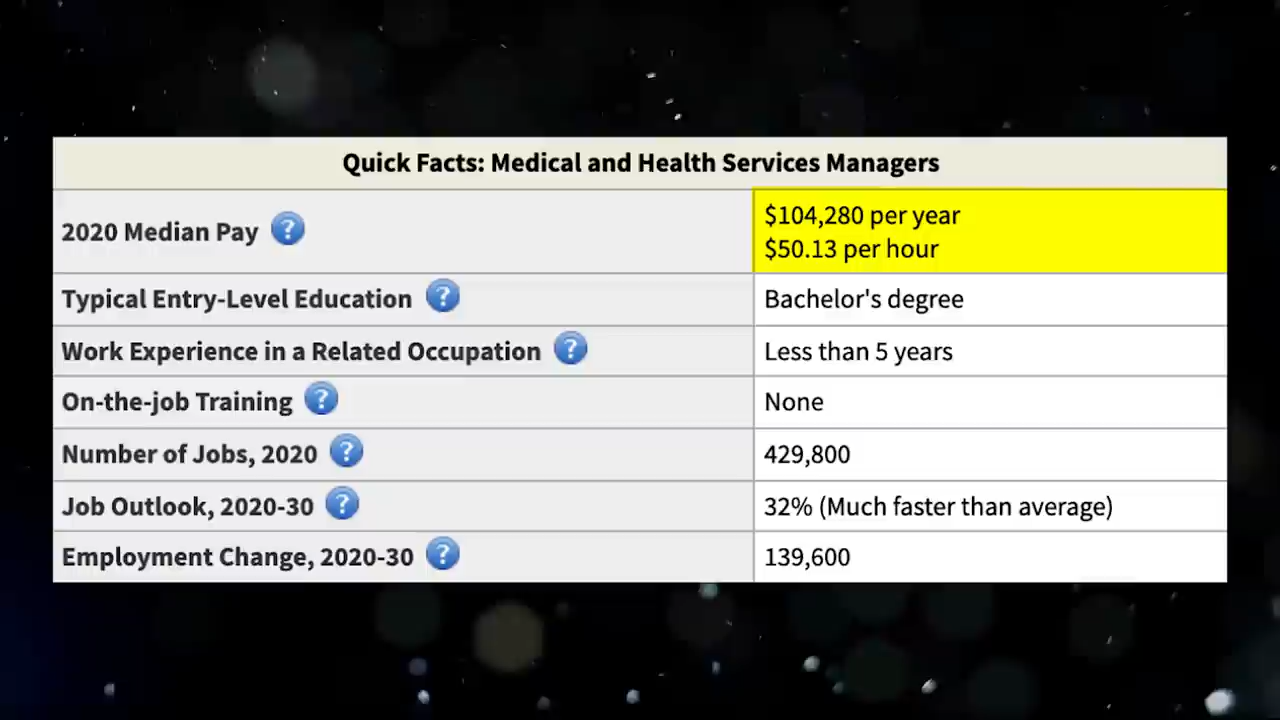 Quick Facts: Medical and Health Services Managers
2020 Median Pay ?
$104,280 per year
$50.13 per hour
Typical Entry-Level Education ?
Bachelor's degree
Work Experience in a Related Occupation ?
Less than 5 years
On-the-job Training ?
None
Number of Jobs, 2020 ?
429,800
Job Outlook, 2020-30 ?
32% (Much faster than average)
Employment Change, 2020-30 ?
139,600